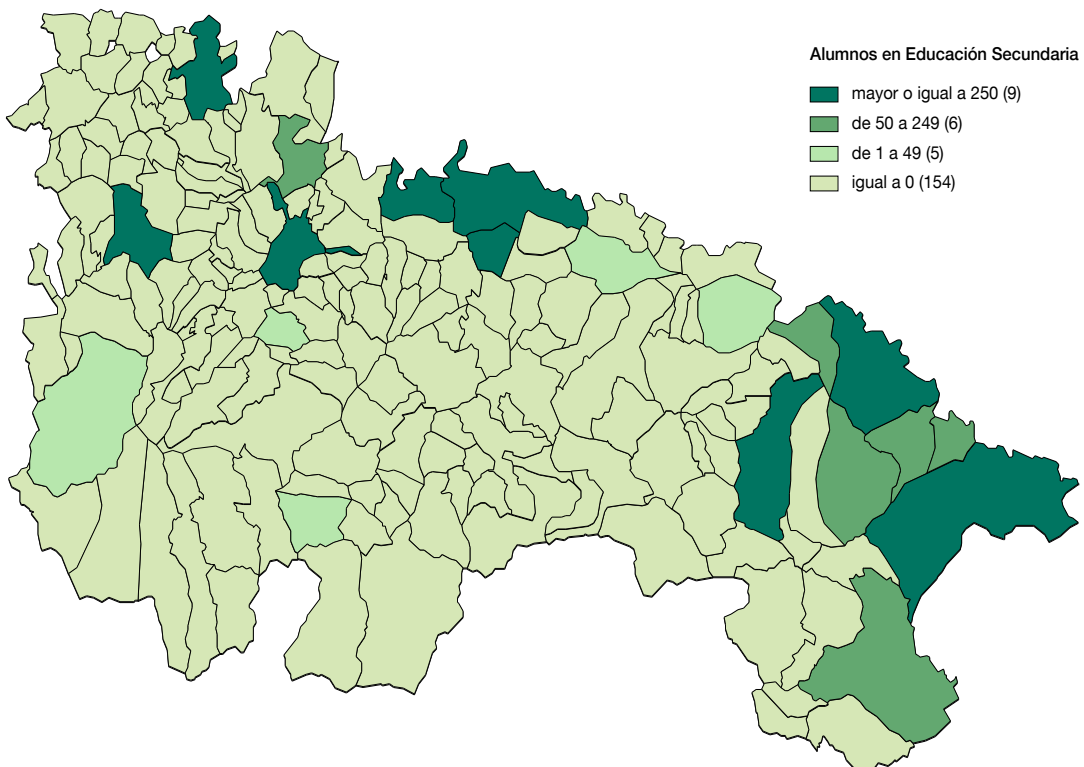 Alumnos en Educación Secundaria
mayor o igual a 250 (9)
de 50 a 249 (6)
de 1 a 49 (5)
igual a 0 (154)